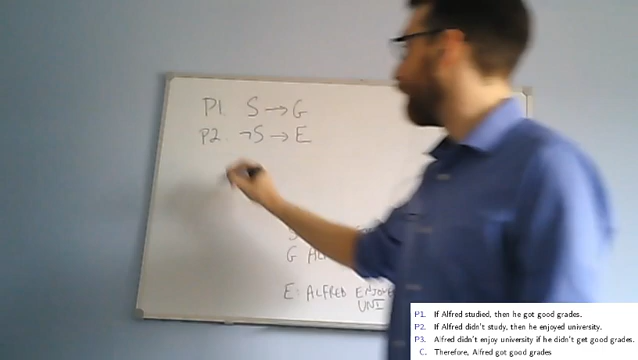 P1. S → G
P2. ¬S → E
S
G
E: ALFRED ENJOYE
UNI
P1. If Alfred studied, then he got good grades.
P2. If Alfred didn't study, then he enjoyed university.
P3. Alfred didn't enjoy university if he didn't get good grades.
C. Therefore, Alfred got good grades